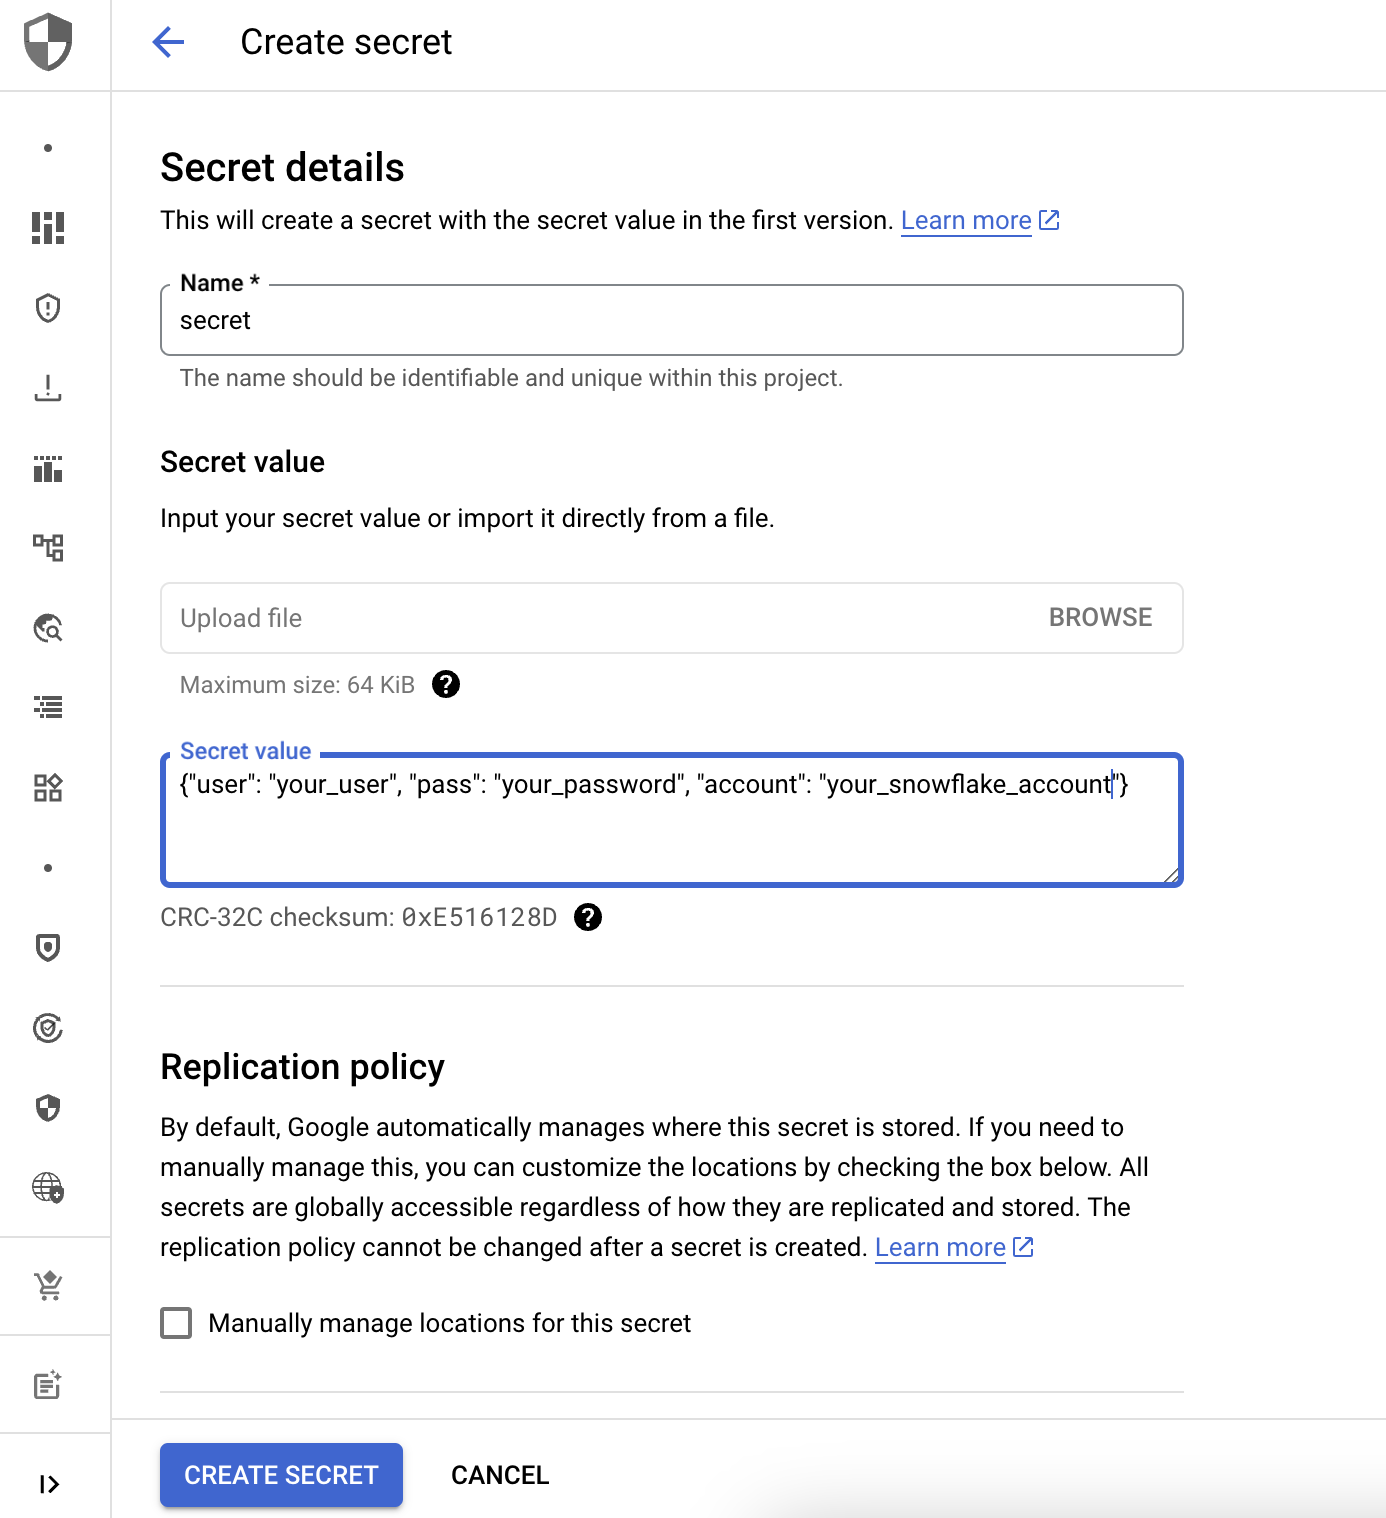 Create secret
Secret details
This will create a secret with the secret value in the first version. Learn more
Name *
secret
The name should be identifiable and unique within this project.
Secret value
Input your secret value or import it directly from a file.
Upload file BROWSE
Maximum size: 64 KiB ?
Secret value
{"user": "your_user", "pass": "your_password", "account": "your_snowflake_account"}
CRC-32C checksum: 0xE516128D ?
Replication policy
By default, Google automatically manages where this secret is stored. If you need to
manually manage this, you can customize the locations by checking the box below. All
secrets are globally accessible regardless of how they are replicated and stored. The
replication policy cannot be changed after a secret is created. Learn more
Manually manage locations for this secret
CREATE SECRET CANCEL